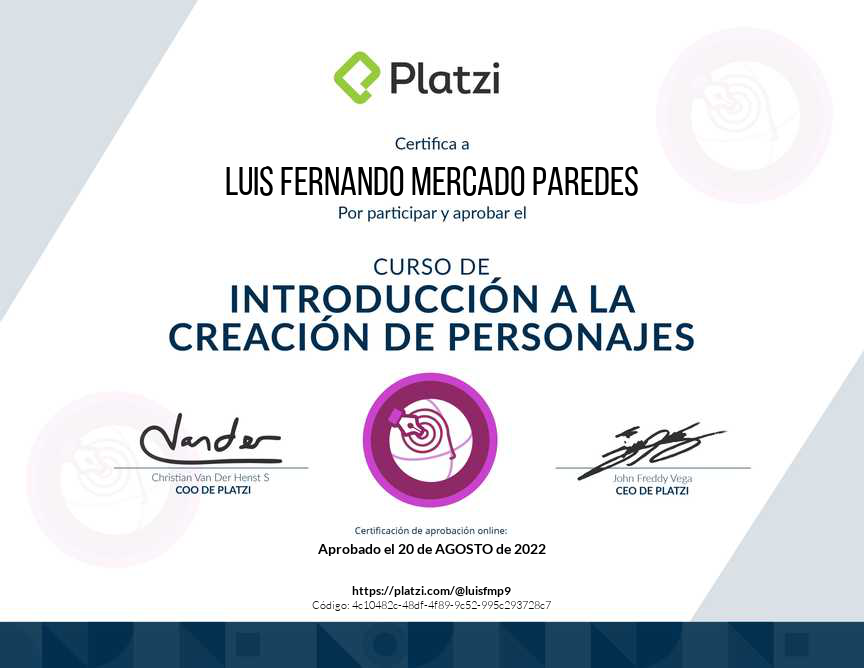 Platzi
Certifica a
LUIS FERNANDO MERCADO PAREDES
Por participar y aprobar el
CURSO DE
INTRODUCCIÓN A LA
CREACIÓN DE PERSONAJES
Vander
Christian Van Der Henst S
COO DE PLATZI
John Freddy Vega
CEO DE PLATZI
Certificación de aprobación online:
Aprobado el 20 de AGOSTO de 2022
https://platzi.com/@luisfmp9
Código: 4c10482c-48df-4f89-9c52-995c293728c7